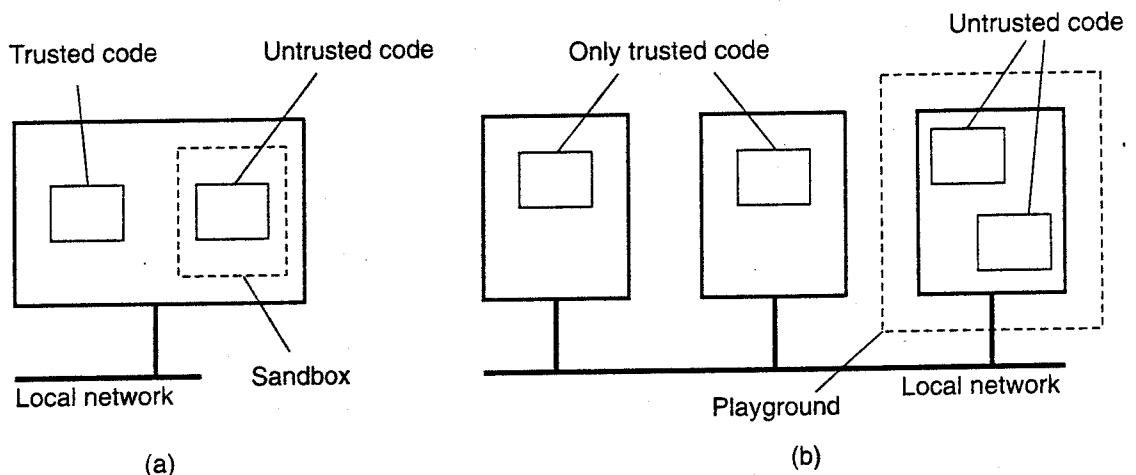 Trusted code
Untrusted code
Sandbox
Local network
(a)
Only trusted code
Untrusted code
Playground
Local network
(b)